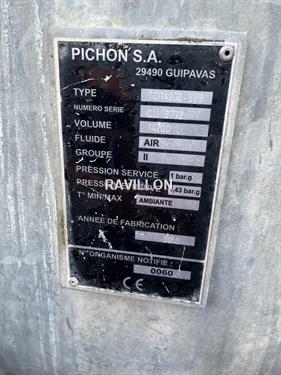 PICHON S.A.
29490 GUIPAVAS
TYPE
NUMERO SERIE
VOLUME 4200 L
FLUIDE AIR
GROUPE II
PRESSION SERVICE 1 bar.g
RAVILLON
T° MINI/MAX AMBIANTE
ANNEE DE FABRICATION :
N° ORGANISME NOTIFIE :
0060
CE